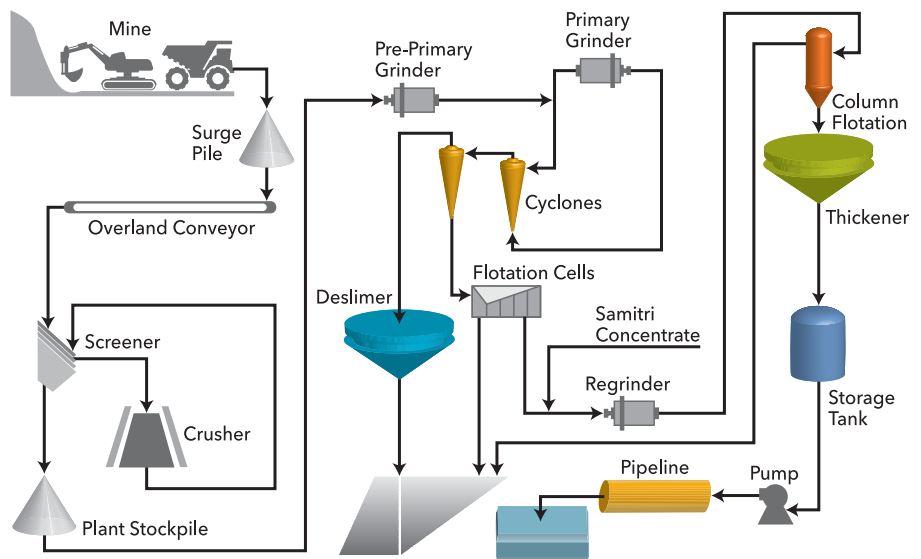 Mine
Pre-Primary
Grinder
Primary
Grinder
Surge
Pile
Column
Flotation
Cyclones
Overland Conveyor
Thickener
Flotation Cells
Deslimer
Samitri
Concentrate
Screener
Regrinder
Storage
Tank
Crusher
Pipeline
Pump
Plant Stockpile